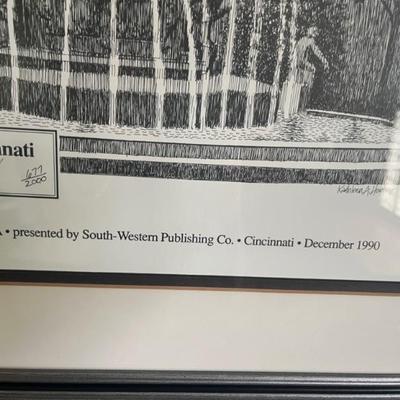 nnati
677
2000
• presented by South-Western Publishing Co. • Cincinnati • December 1990